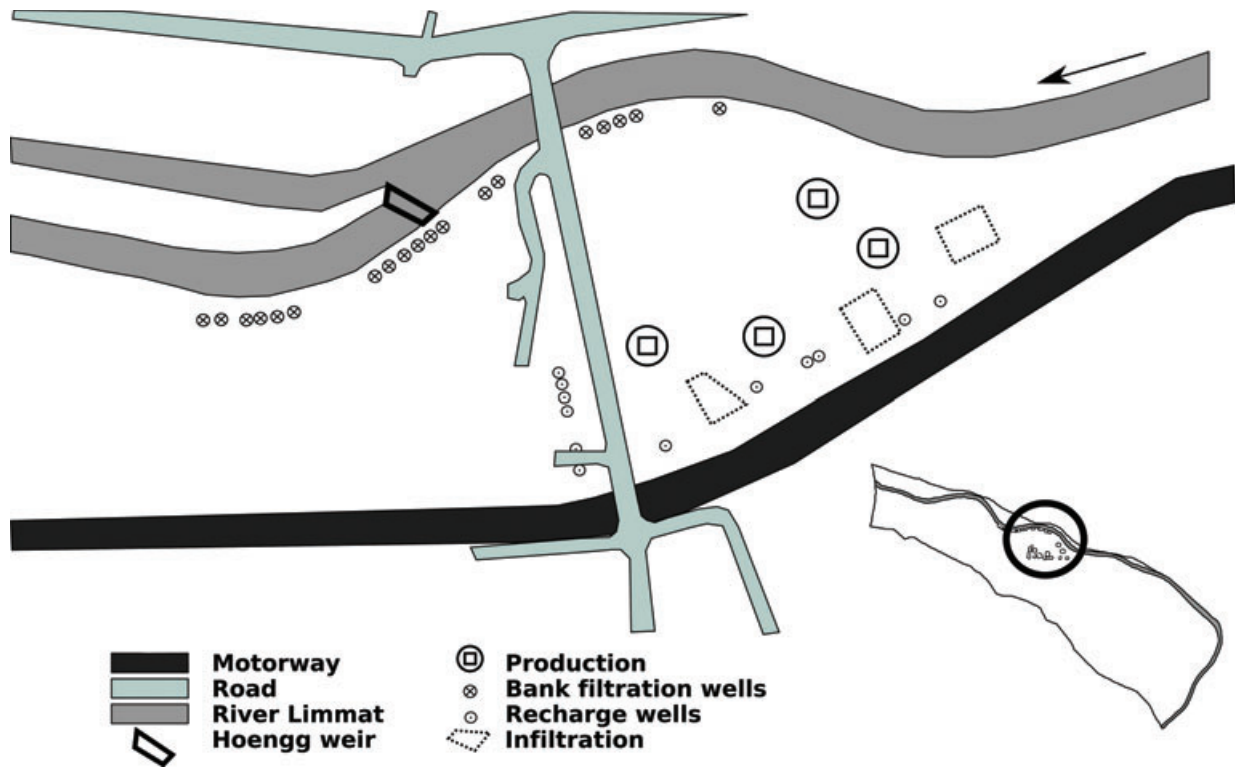 Motorway
Road
River Limmat
Hoengg weir
Production
Bank filtration wells
Recharge wells
Infiltration